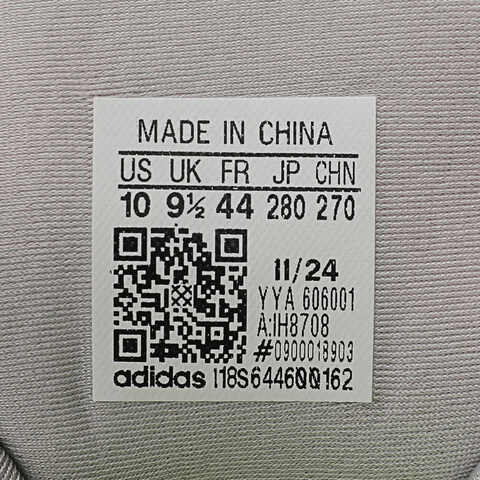 MADE IN CHINA
US UK FR JP CHN
10 9½ 44 280 270
11/24
YYA 606001
A:IH8708
#0900018903
adidas I18S644600162